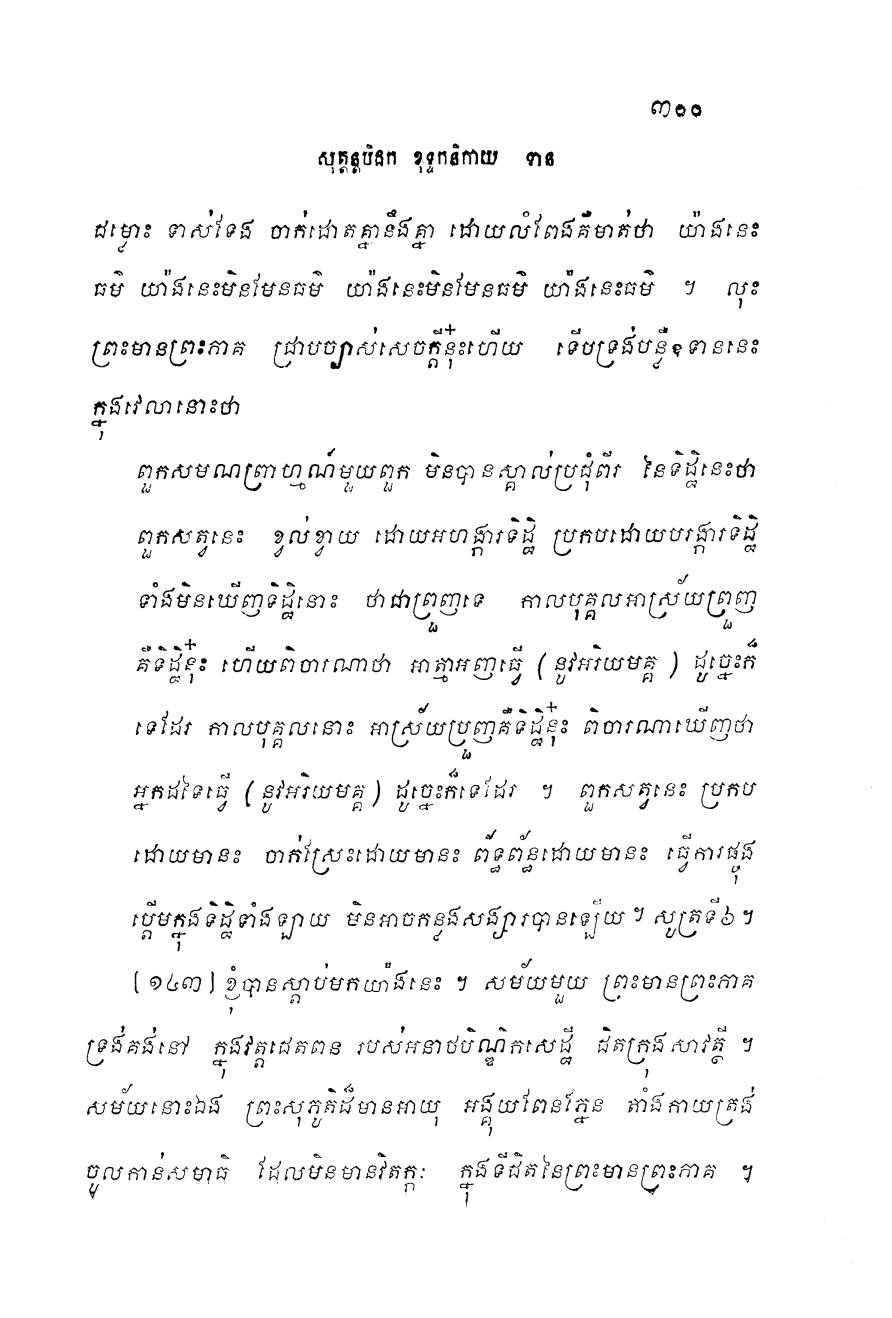 ៣០០
សុត្តន្តបិដក ខុទ្ទកនិកាយ ទាន
ជម្លោះ ទាស់ទែង ចាក់ដោតគ្នានឹងគ្នា ដោយលំពែងគឺមាត់ថា យ៉ាងនេះ
ធម៌ យ៉ាងនេះមិនមែនធម៌ យ៉ាងនេះមិនមែនធម៌ យ៉ាងនេះធម៌ ។ លុះ
ព្រះមានព្រះភាគ ជ្រាបច្បាស់សេចក្តីនុ៎ះហើយ ទើបទ្រង់បន្លឺឧទាននេះ
ក្នុងវេលានោះថា
ពួកសមណព្រាហ្មណ៍មួយពួក មិនបានស្គាល់ប្រជុំពីរ នៃទិដ្ឋិនេះថា
ពួកសត្វនេះ ខ្វល់ខ្វាយ ដោយអហង្ការទិដ្ឋិ ប្រកបដោយបរង្ការទិដ្ឋិ
ទាំងមិនឃើញទិដ្ឋិនោះ ថាជាព្រួញទេ កាលបុគ្គលអាស្រ័យព្រួញ
គឺទិដ្ឋិនុ៎ះ ហើយពិចារណាថា អាត្មាអញធ្វើ (នូវអរិយមគ្គ) ដូច្នេះក៏
ទេដែរ កាលបុគ្គលនោះ អាស្រ័យប្រួញគឺទិដ្ឋិនុ៎ះ ពិចារណាឃើញថា
អ្នកដទៃធ្វើ (នូវអរិយមគ្គ) ដូច្នេះក៏ទេដែរ ។ ពួកសត្វនេះ ប្រកប
ដោយមានះ ចាក់ស្រែះដោយមានះ ព័ទ្ធព័ន្ធដោយមានះ ធ្វើការផ្ចុង
ប្តើមក្នុងទិដ្ឋិទាំងឡាយ មិនអាចកន្លងសង្សារបានឡើយ ។ សូត្រទី៦ ។
[១៤៣] ខ្ញុំបានស្តាប់មកយ៉ាងនេះ ។ សម័យមួយ ព្រះមានព្រះភាគ
ទ្រង់គង់នៅ ក្នុងវត្តជេតពន របស់អនាថបិណ្ឌិកសេដ្ឋី ជិតក្រុងសាវត្ថី ។
សម័យនោះឯង ព្រះសុភូតិដ៏មានអាយុ អង្គុយពែនភ្នែន តាំងកាយត្រង់
ចូលកាន់សមាធិ ដែលមិនមានវិតក្កៈ ក្នុងទីជិតនៃព្រះមានព្រះភាគ ។